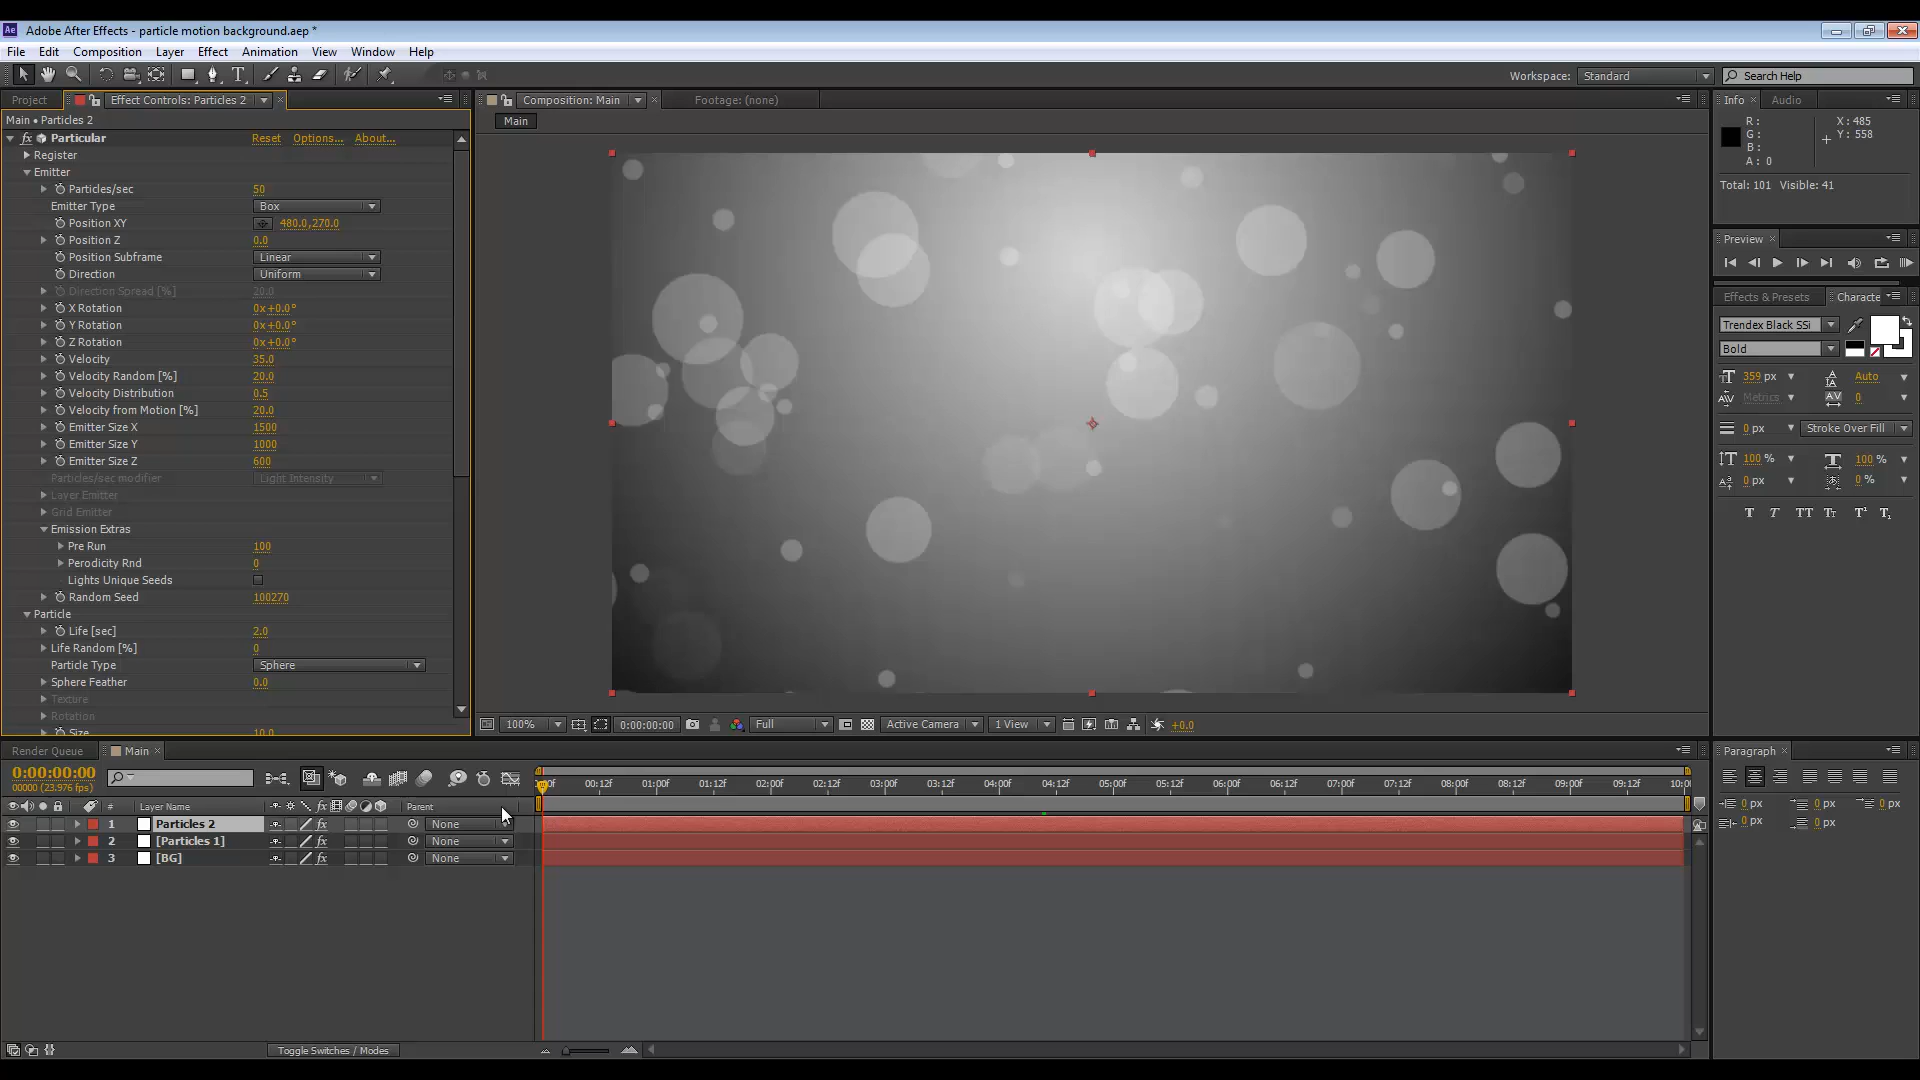 Adobe After Effects - particle motion background.aep *
File Edit Composition Layer Effect Animation View Window Help
Workspace: Standard Search Help
Project Effect Controls: Particles 2 Composition: Main Footage: (none) Info Audio
Main • Particles 2
Main
Particular Reset Options... About...
Register
Emitter
Particles/sec 50
Emitter Type Box
Position XY 480.0,270.0
Position Z 0.0
Position Subframe Linear
Direction Uniform
Direction Spread [%] 20.0
X Rotation 0x+0.0°
Y Rotation 0x+0.0°
Z Rotation 0x+0.0°
Velocity 35.0
Velocity Random [%] 20.0
Velocity Distribution 0.5
Velocity from Motion [%] 20.0
Emitter Size X 1500
Emitter Size Y 1000
Emitter Size Z 600
Particles/sec modifier Light Intensity
Layer Emitter
Grid Emitter
Emission Extras
Pre Run 100
Perodicity Rnd 0
Lights Unique Seeds
Random Seed 100270
Particle
Life [sec] 2.0
Life Random [%] 0
Particle Type Sphere
Sphere Feather 0.0
Texture
Rotation
Size 10.0
100% 0:00:00:00 Full Active Camera 1 View +0.0
R: X: 485
G: Y: 558
B:
A: 0
Total: 101 Visible: 41
Preview
Effects & Presets Characte
Trendex Black SSi
Bold
359 px Auto
Metrics 0
0 px Stroke Over Fill
100 % 100 %
0 px 0 %
T T TT Tt T¹ T₁
Render Queue Main
0:00:00:00
00000 (23.976 fps)
00f 00:12f 01:00f 01:12f 02:00f 02:12f 03:00f 03:12f 04:00f 04:12f 05:00f 05:12f 06:00f 06:12f 07:00f 07:12f 08:00f 08:12f 09:00f 09:12f 10:0
# Layer Name fx Parent
1 Particles 2 fx None
2 [Particles 1] fx None
3 [BG] fx None
Toggle Switches / Modes
Paragraph
0 px 0 px 0 px
0 px 0 px